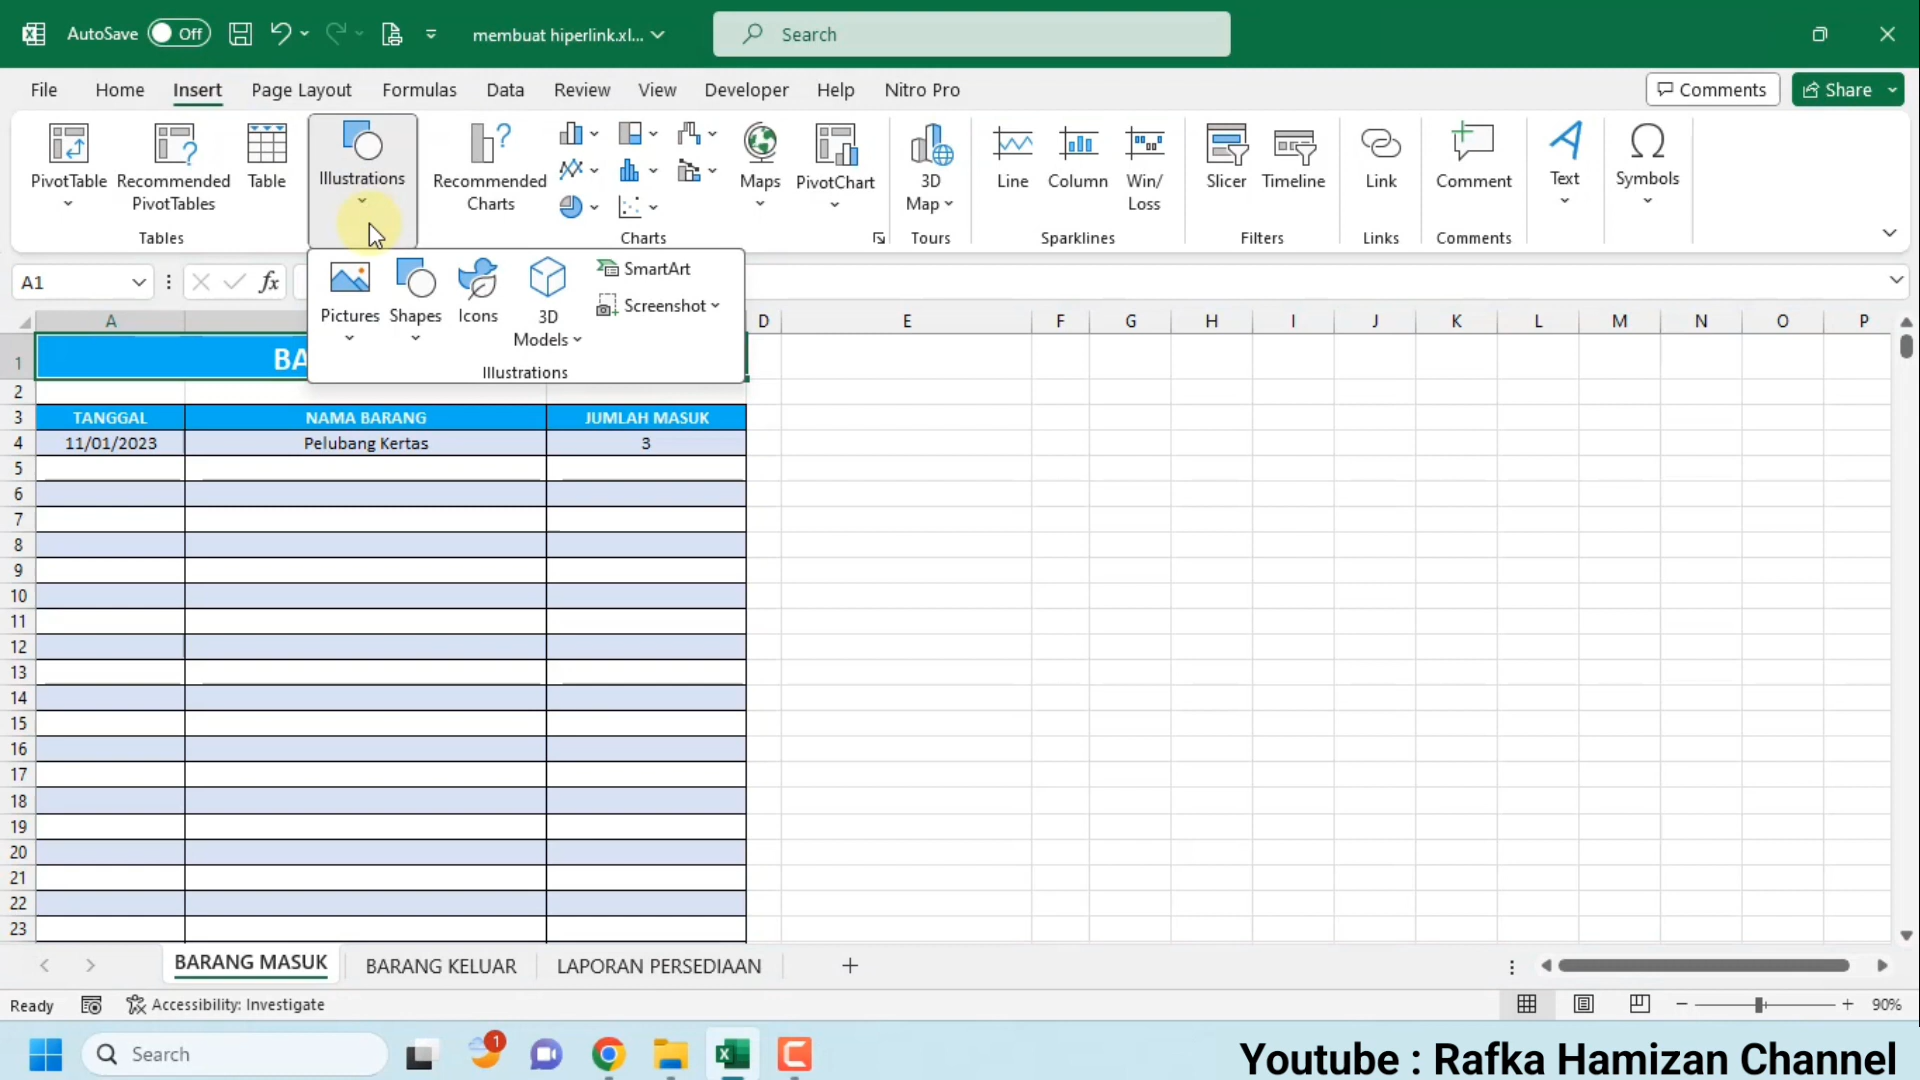 AutoSave Off membuat hiperlink.xl... Search
File Home Insert Page Layout Formulas Data Review View Developer Help Nitro Pro Comments Share
PivotTable Recommended PivotTables Table Illustrations Recommended Charts Maps PivotChart 3D Map Line Column Win/ Loss Slicer Timeline Link Comment Text Symbols
Tables Charts Tours Sparklines Filters Links Comments
A1 fx
Pictures Shapes Icons 3D Models SmartArt
Screenshot
Illustrations
A D E F G H I J K L M N O P
1 BA
2
3 TANGGAL NAMA BARANG JUMLAH MASUK
4 11/01/2023 Pelubang Kertas 3
5
6
7
8
9
10
11
12
13
14
15
16
17
18
19
20
21
22
23
BARANG MASUK BARANG KELUAR LAPORAN PERSEDIAAN
Ready Accessibility: Investigate 90%
Search 1
Youtube : Rafka Hamizan Channel